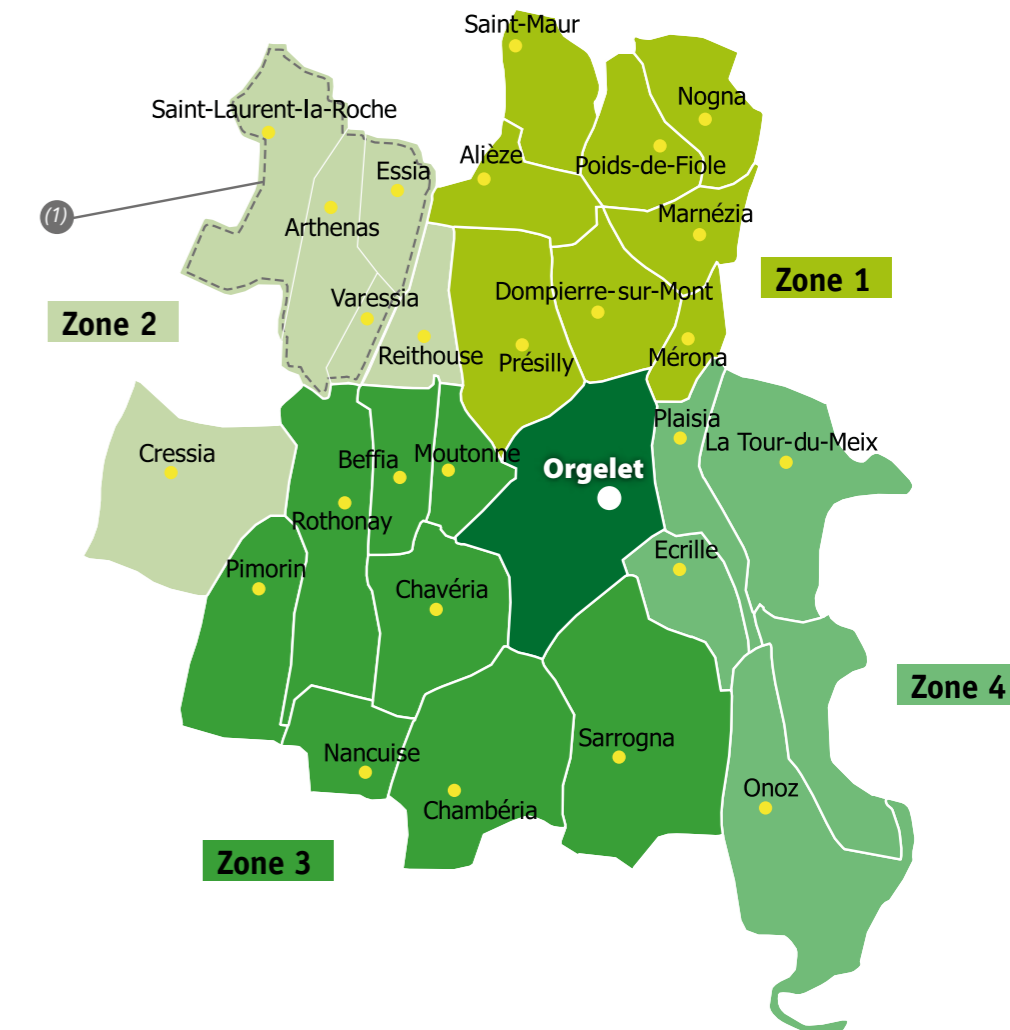 Saint-Maur
Nogna
Saint-Laurent-la-Roche
Alièze
Poids-de-Fiole
Essia
(1)
Arthenas
Marnézia
Zone 1
Dompierre-sur-Mont
Varessia
Zone 2
Reithouse
Présilly
Mérona
Plaisia
La Tour-du-Meix
Cressia
Beffia
Moutonne
Orgelet
Rothonay
Ecrille
Pimorin
Chavéria
Zone 4
Sarrogna
Nancuise
Onoz
Chambéria
Zone 3